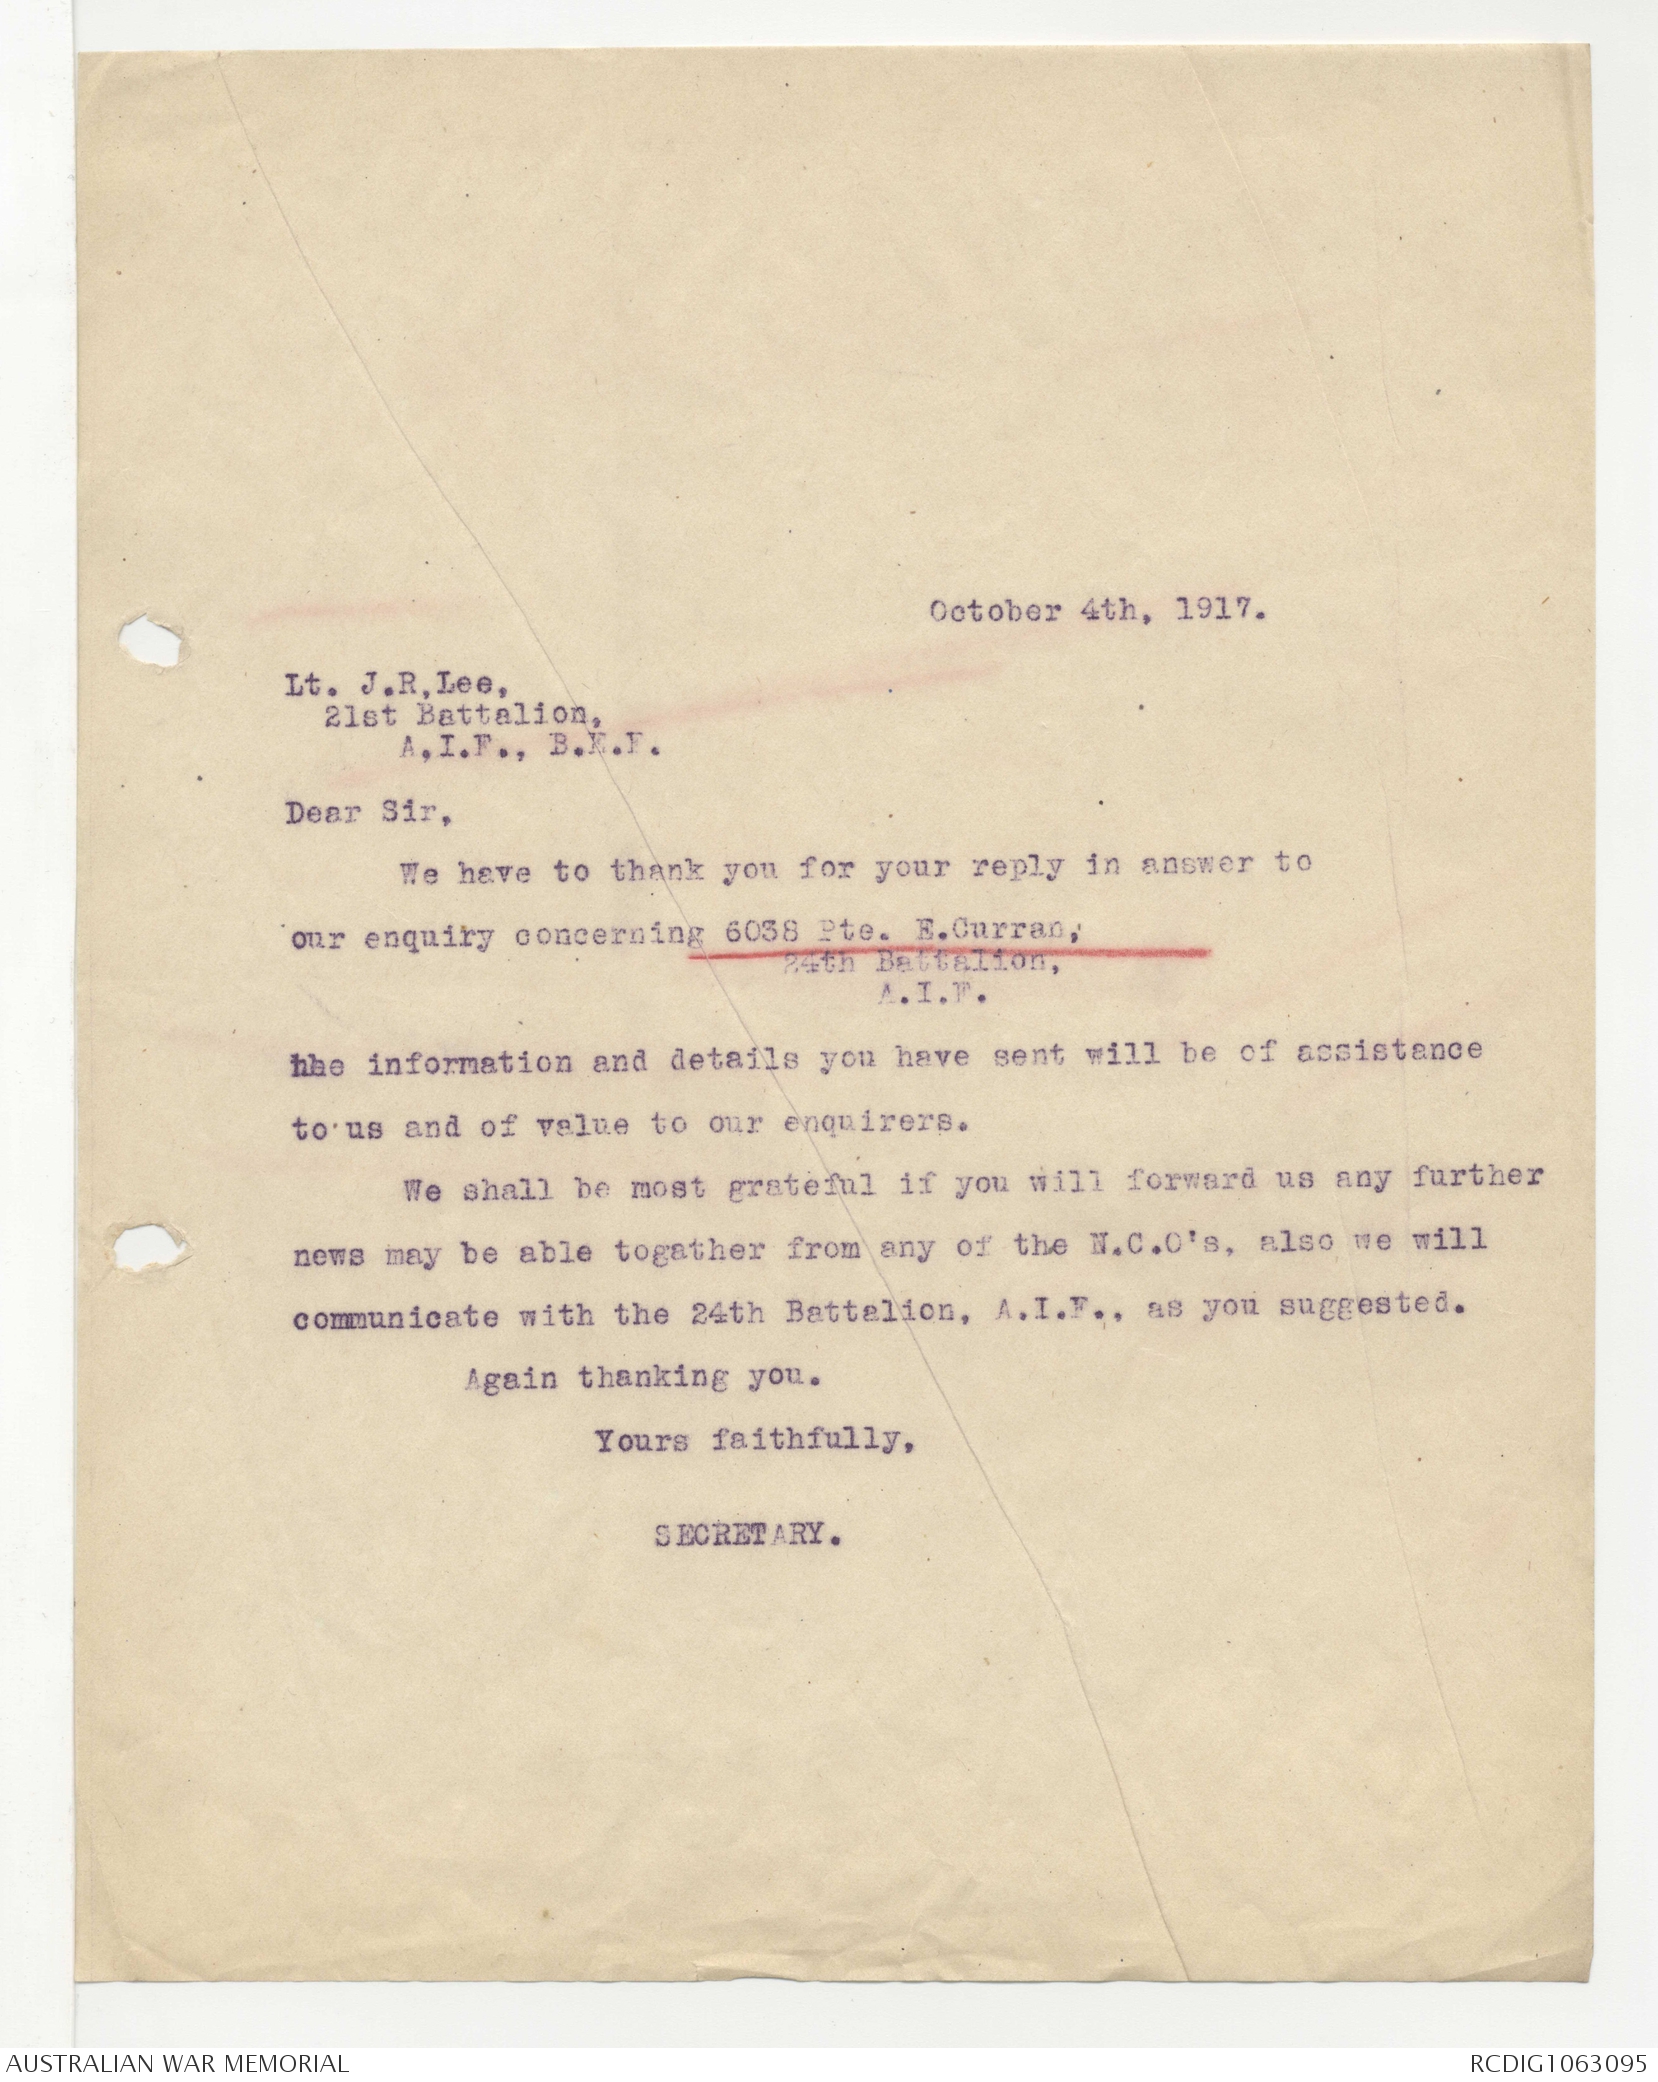 October 4th, 1917.
Lt. J.R,Lee,
21st Battalion,
A,I.F., B.E.F.
Dear Sir,
We have to thank you for your reply in answer to
our enquiry concerning 6038 Pte. E.Curran,
24th Battalion,
A.I.F.
hhe information and details you have sent will be of assistance
to us and of value to our enquirers.
We shall be most grateful if you will forward us any further
news may be able togather from any of the N.C.O's, also we will
communicate with the 24th Battalion, A.I.F., as you suggested.
Again thanking you.
Yours faithfully,
SECRETARY.
AUSTRALIAN WAR MEMORIAL
RCDIG1063095